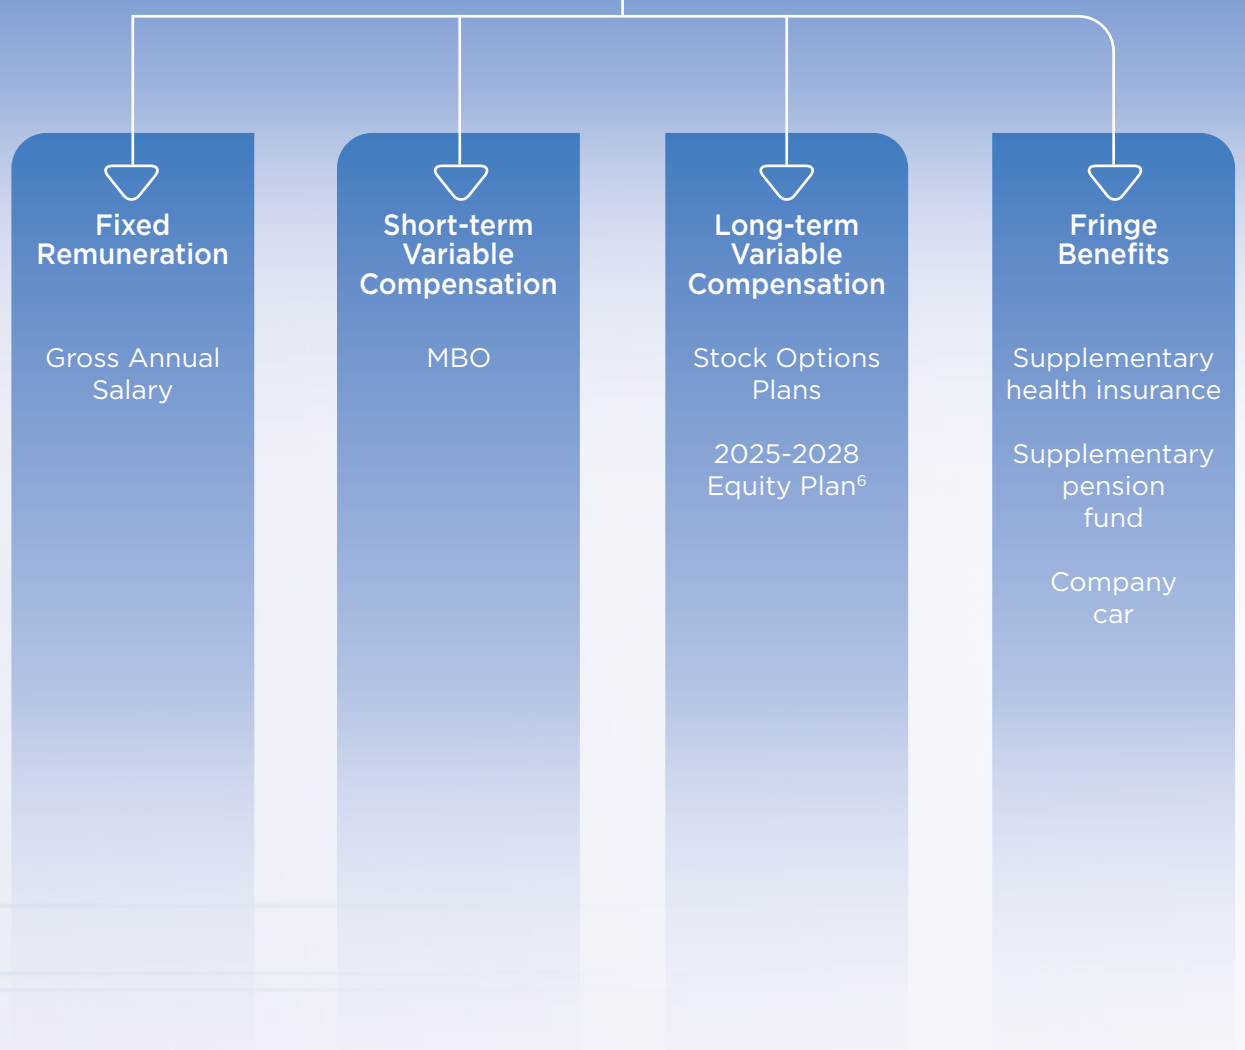 Fixed
Remuneration
Gross Annual
Salary
Short-term
Variable
Compensation
MBO
Long-term
Variable
Compensation
Stock Options
Plans
2025-2028
Equity Plan⁶
Fringe
Benefits
Supplementary
health insurance
Supplementary
pension
fund
Company
car